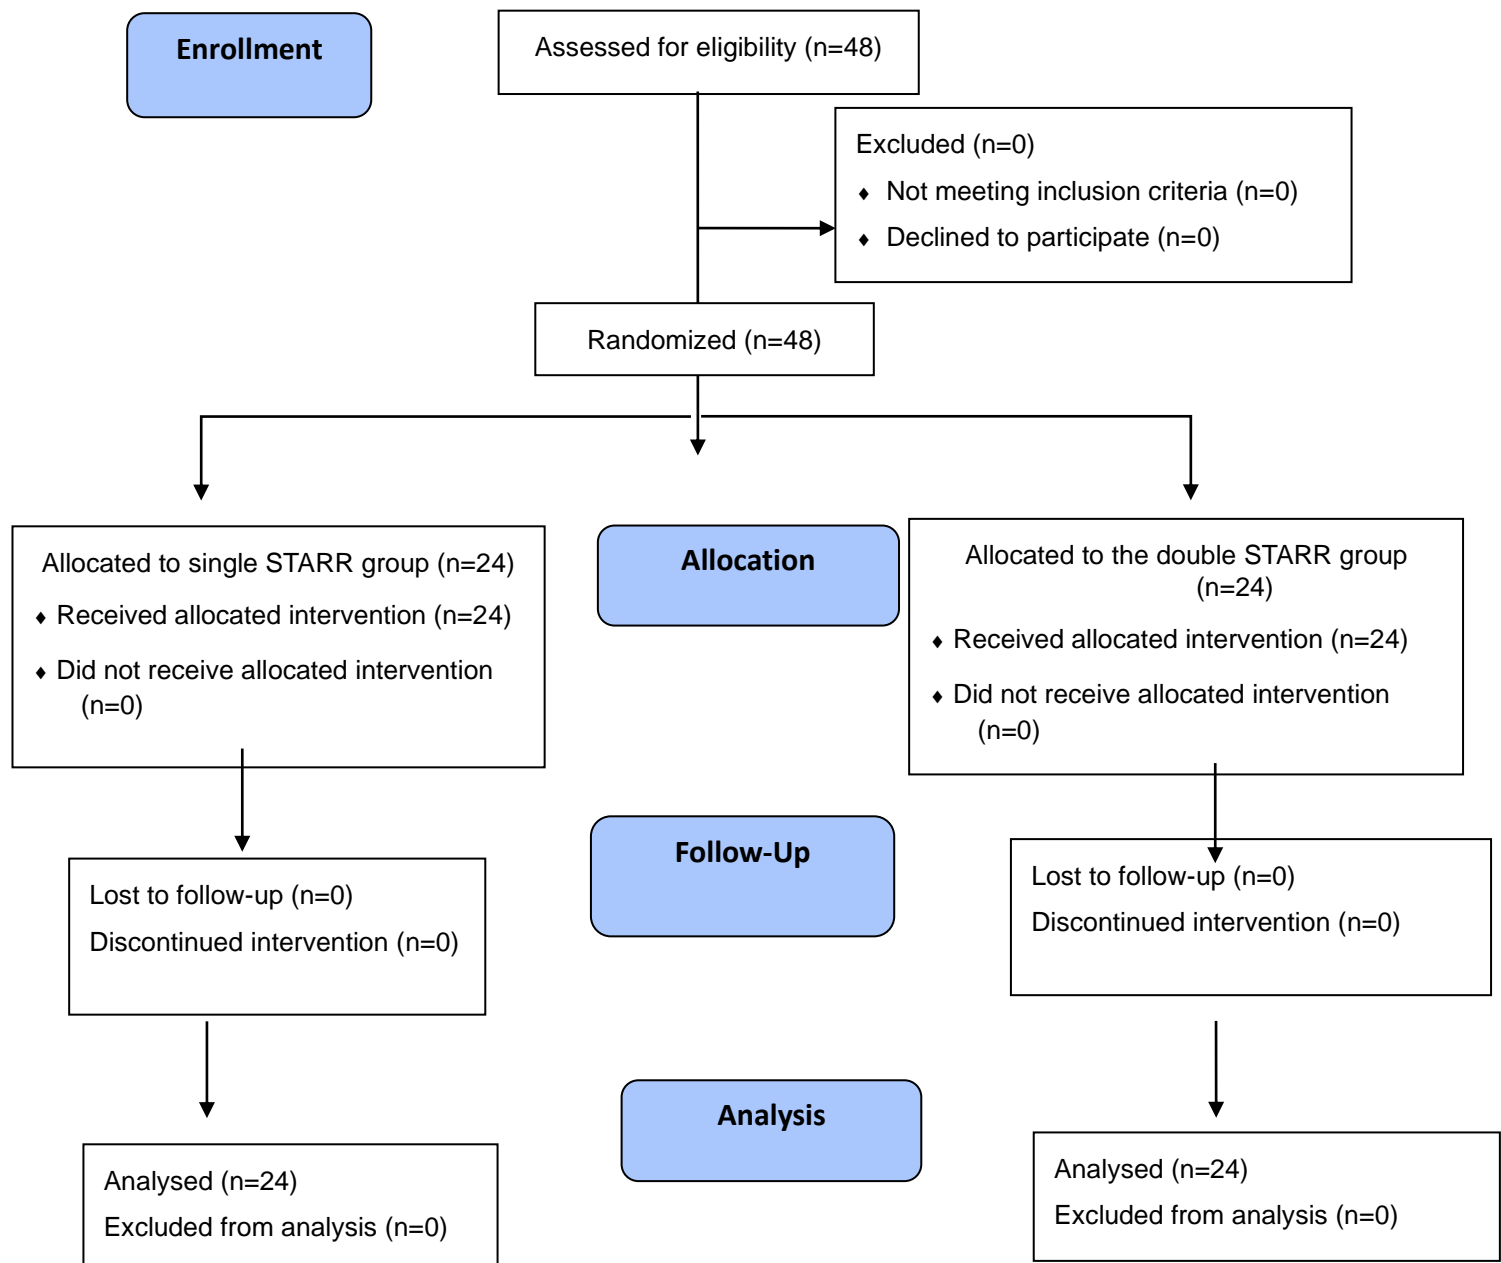 Enrollment
Assessed for eligibility (n=48)
Excluded (n=0)
♦ Not meeting inclusion criteria (n=0)
♦ Declined to participate (n=0)
Randomized (n=48)
Allocated to single STARR group (n=24)
♦ Received allocated intervention (n=24)
♦ Did not receive allocated intervention
(n=0)
Allocation
Allocated to the double STARR group
(n=24)
♦ Received allocated intervention (n=24)
♦ Did not receive allocated intervention
(n=0)
Follow-Up
Lost to follow-up (n=0)
Discontinued intervention (n=0)
Lost to follow-up (n=0)
Discontinued intervention (n=0)
Analysis
Analysed (n=24)
Excluded from analysis (n=0)
Analysed (n=24)
Excluded from analysis (n=0)